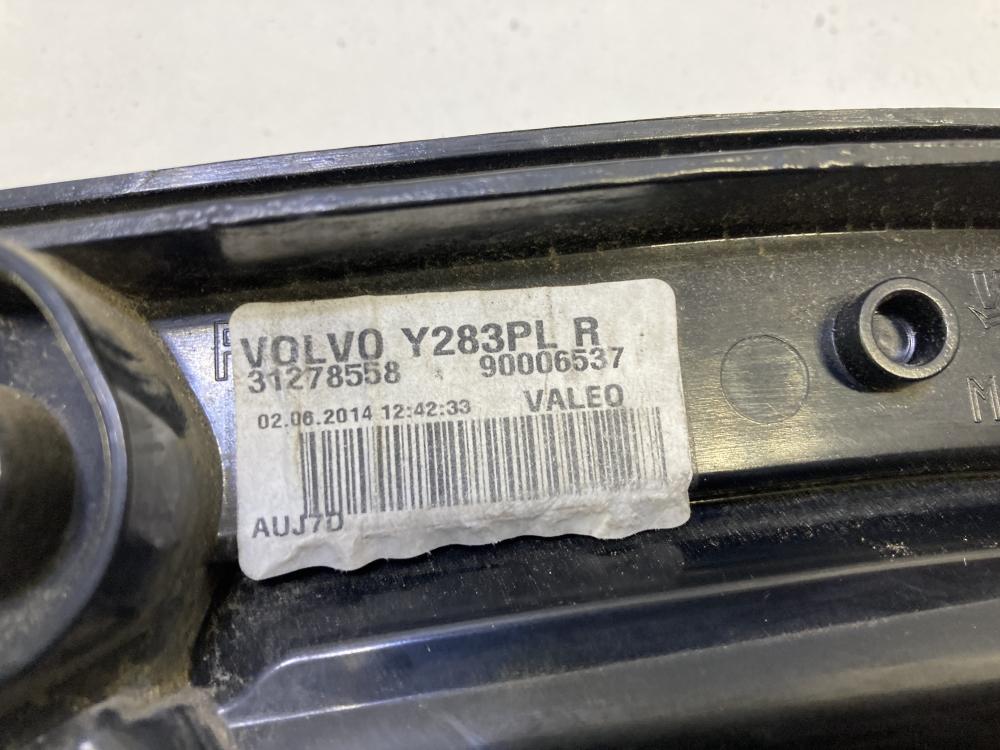 VOLVO Y283PL R
31278558 90006537
02.06.2014 12:42:33 VALEO
AUJ7D